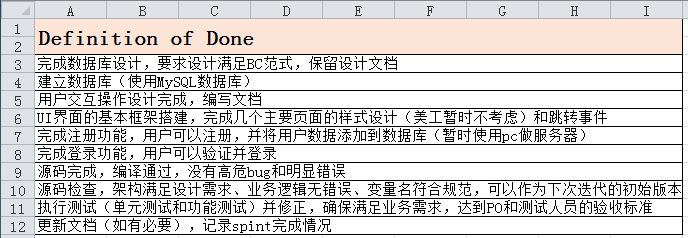 A B C D E F G H I
1
2
Definition of Done
3 完成数据库设计，要求设计满足BC范式，保留设计文档
4 建立数据库（使用MySQL数据库）
5 用户交互操作设计完成，编写文档
6 UI界面的基本框架搭建，完成几个主要页面的样式设计（美工暂时不考虑）和跳转事件
7 完成注册功能，用户可以注册，并将用户数据添加到数据库（暂时使用pc做服务器）
8 完成登录功能，用户可以验证并登录
9 源码完成，编译通过，没有高危bug和明显错误
10 源码检查，架构满足设计需求、业务逻辑无错误、变量名符合规范，可以作为下次迭代的初始版本
11 执行测试（单元测试和功能测试）并修正，确保满足业务需求，达到PO和测试人员的验收标准
12 更新文档（如有必要），记录spint完成情况